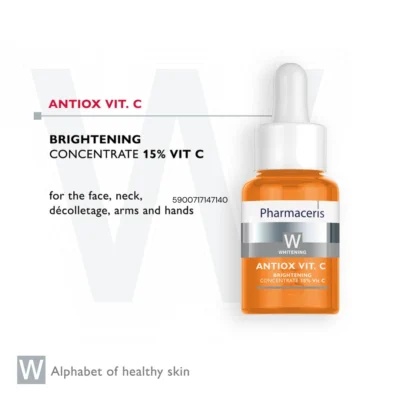 ANTIOX VIT. C
BRIGHTENING
CONCENTRATE 15% VIT C
for the face, neck,
décolletage, arms and hands
5900717147140
Pharmaceris
W
WHITENING
ANTIOX VIT. C
BRIGHTENING
CONCENTRATE 15% Vit. C
W Alphabet of healthy skin
W